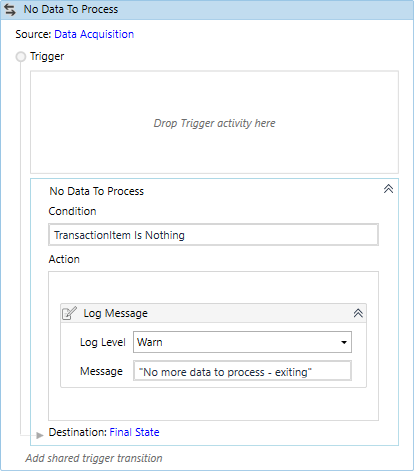 No Data To Process
Source: Data Acquisition
Trigger
Drop Trigger activity here
No Data To Process
Condition
TransactionItem Is Nothing
Action
Log Message
Log Level Warn
Message "No more data to process - exiting"
Destination: Final State
Add shared trigger transition